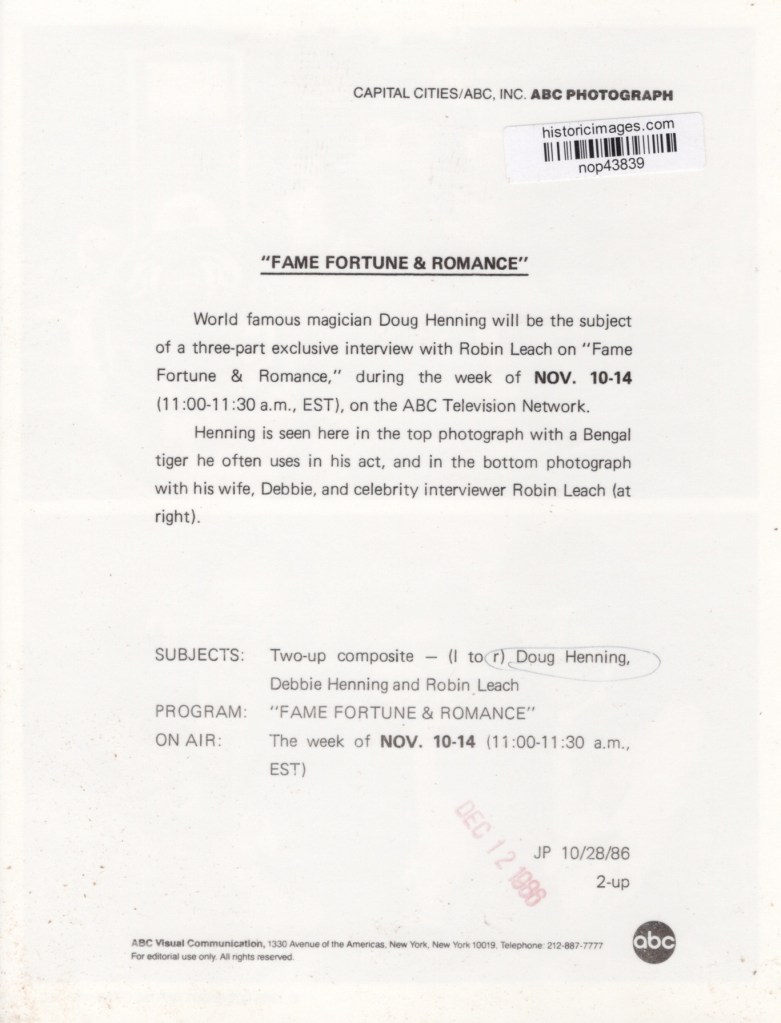 CAPITAL CITIES/ABC, INC. ABC PHOTOGRAPH
historicimages.com
nop43839
"FAME FORTUNE & ROMANCE"
World famous magician Doug Henning will be the subject
of a three-part exclusive interview with Robin Leach on "Fame
Fortune & Romance," during the week of NOV. 10-14
(11:00-11:30 a.m., EST), on the ABC Television Network.
Henning is seen here in the top photograph with a Bengal
tiger he often uses in his act, and in the bottom photograph
with his wife, Debbie, and celebrity interviewer Robin Leach (at
right).
SUBJECTS: Two-up composite — (l to r) Doug Henning,
Debbie Henning and Robin Leach
PROGRAM: "FAME FORTUNE & ROMANCE"
ON AIR: The week of NOV. 10-14 (11:00-11:30 a.m.,
EST)
DEC 12 1986
JP 10/28/86
2-up
ABC Visual Communication, 1330 Avenue of the Americas, New York, New York 10019, Telephone: 212-887-7777
For editorial use only. All rights reserved.
abc